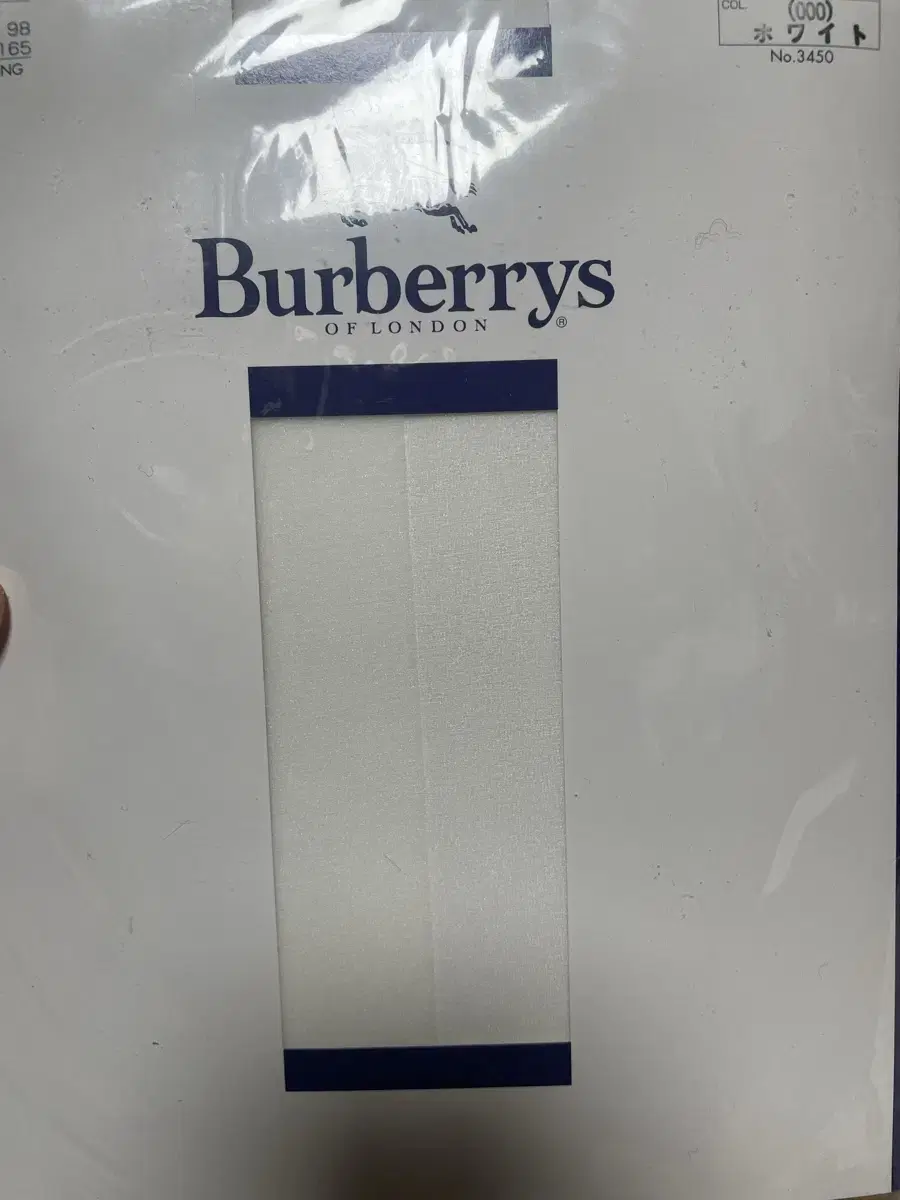 98
165
NG
COL.
(000)
ホワイト
No.3450
Burberrys
OF LONDON
®